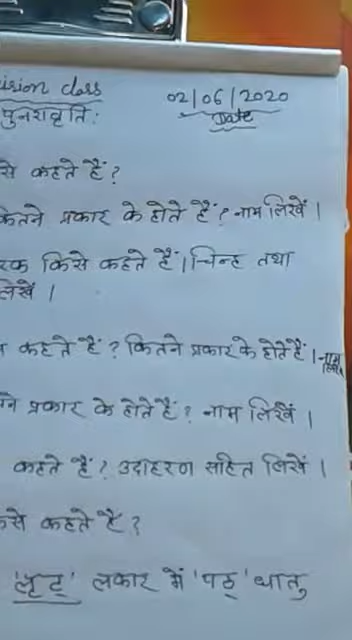 ision class
02/06/2020
Date
पुनरावृति:
से कहते हैं?
कितने प्रकार के होते हैं? नाम लिखें ।
रक किसे कहते हैं। चिन्ह तथा
लिखें ।
कहते हैं? कितने प्रकार के होते हैं। नाम
ने प्रकार के होते हैं? नाम लिखें ।
कहते हैं? उदाहरण सहित लिखें ।
से कहते हैं?
'लृट्' लकार में 'पठ्' धातु